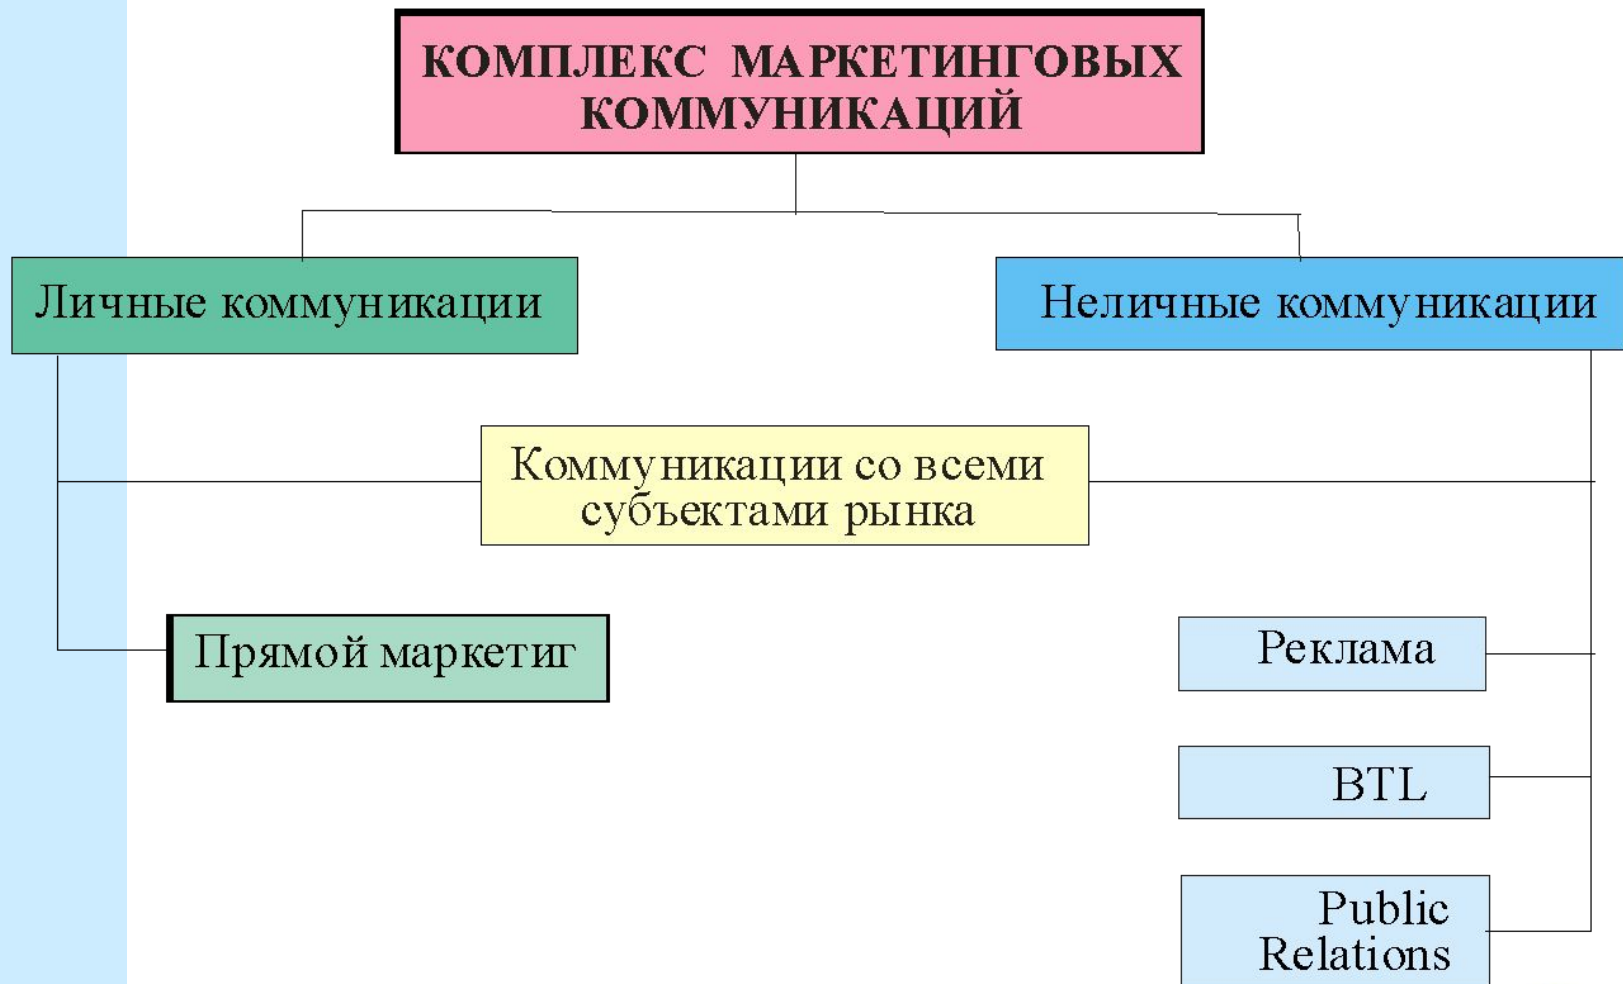 КОМПЛЕКС МАРКЕТИНГОВЫХ
КОММУНИКАЦИЙ
Личные коммуникации
Неличные коммуникации
Коммуникации со всеми
субъектами рынка
Прямой маркетиг
Реклама
BTL
Public
Relations